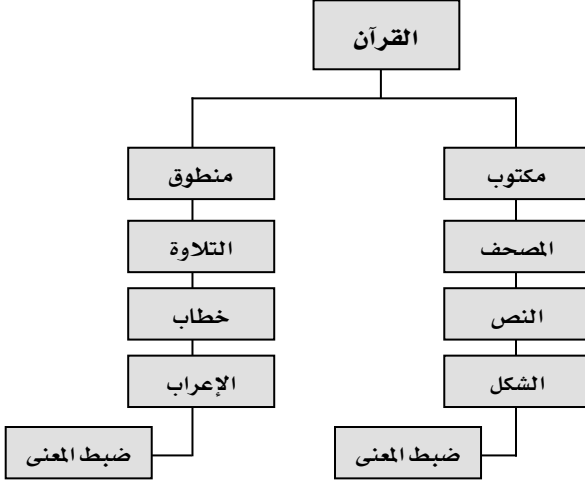 القرآن
مكتوب
منطوق
المصحف
التلاوة
النص
خطاب
الشكل
الإعراب
ضبط المعنى
ضبط المعنى